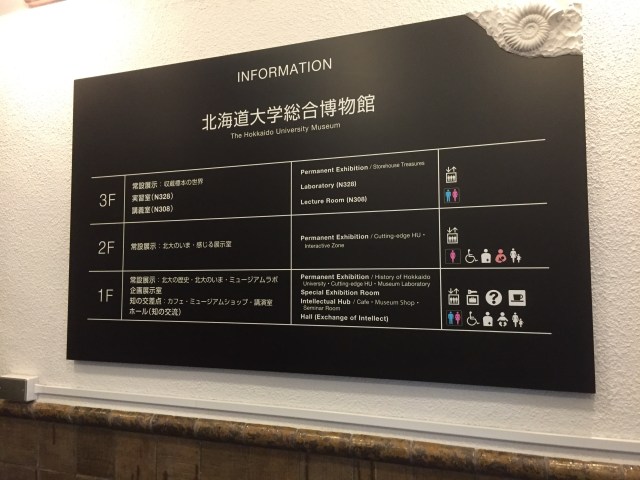 INFORMATION
北海道大学総合博物館
The Hokkaido University Museum
3F
常設展示：収蔵標本の世界
実習室(N328)
講義室(N308)
Permanent Exhibition / Storehouse Treasures
Laboratory (N328)
Lecture Room (N308)
2F
常設展示：北大のいま・感じる展示室
Permanent Exhibition / Cutting-edge HU・
Interactive Zone
1F
常設展示：北大の歴史・北大のいま・ミュージアムラボ
企画展示室
知の交差点：カフェ・ミュージアムショップ・講演室
ホール(知の交流)
Permanent Exhibition / History of Hokkaido
University・Cutting-edge HU・Museum Laboratory
Special Exhibition Room
Intellectual Hub / Cafe・Museum Shop・
Seminar Room
Hall (Exchange of Intellect)
?